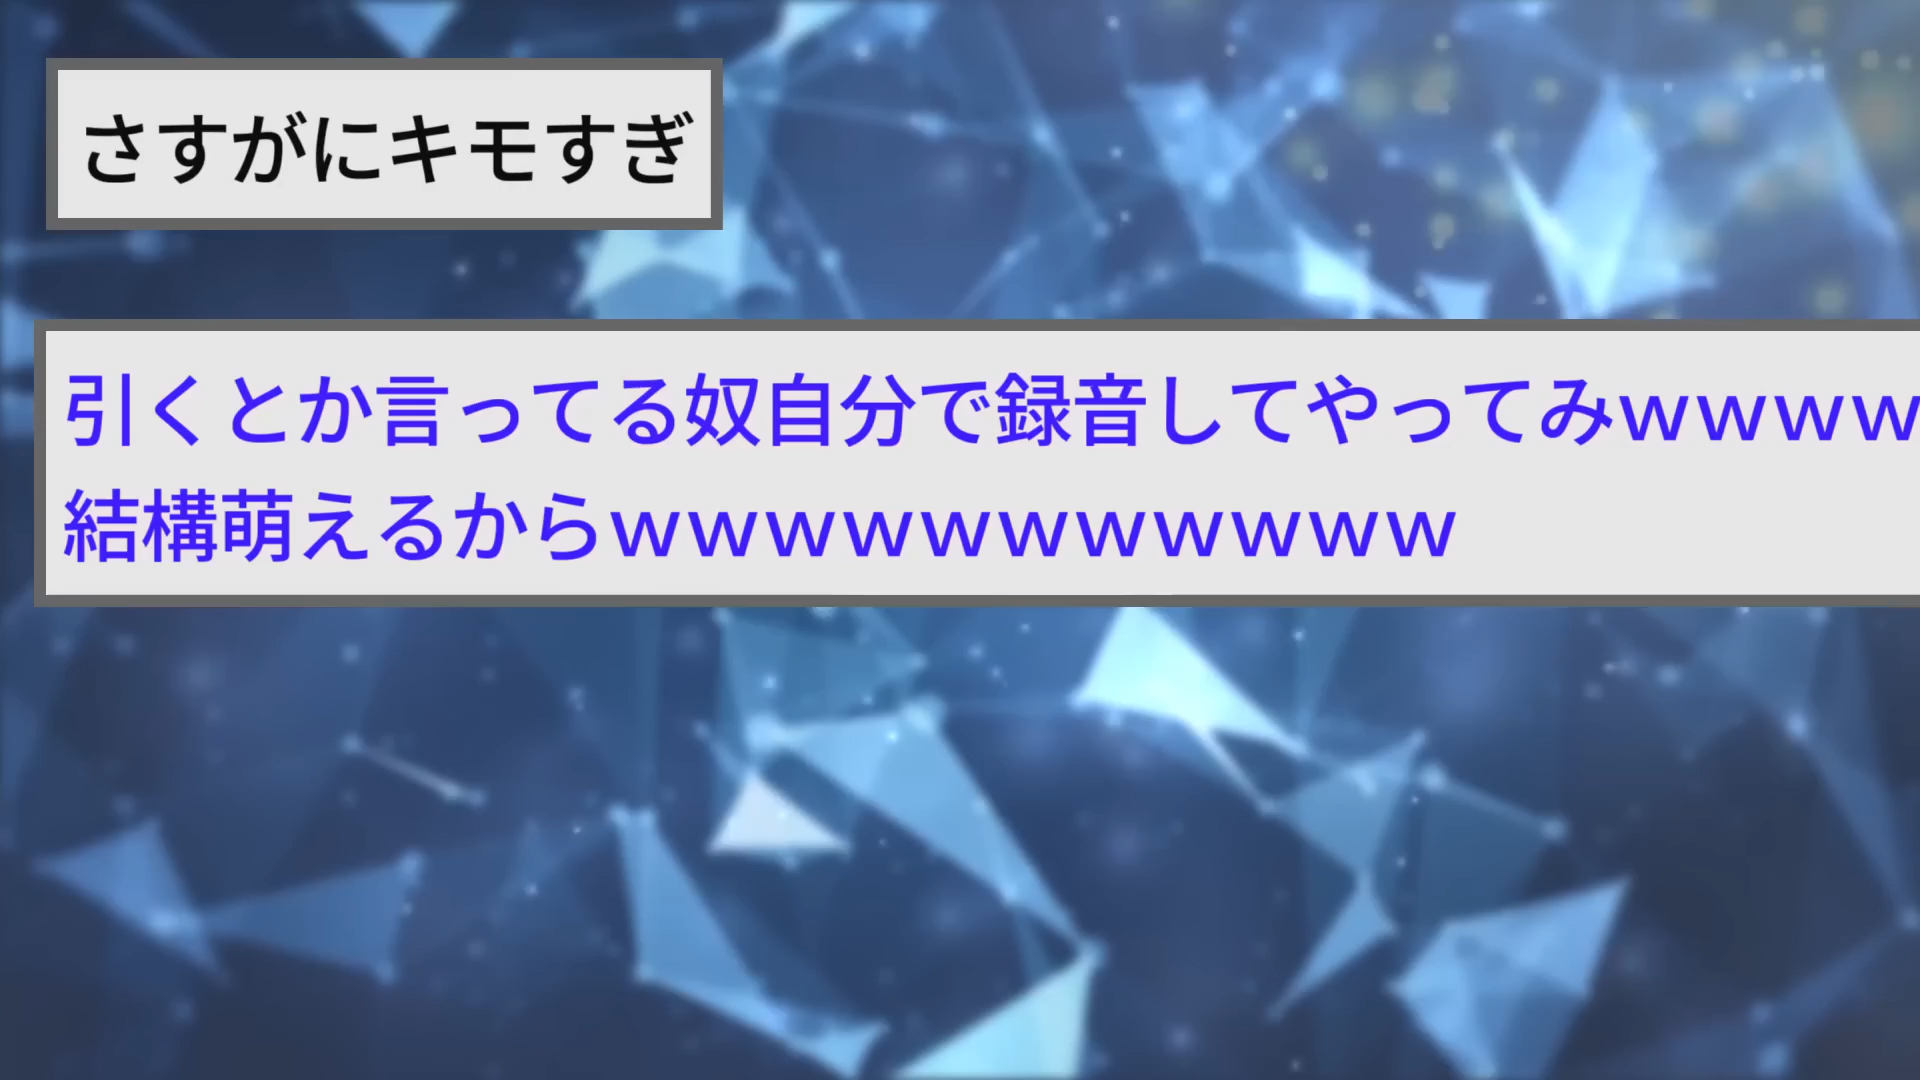 さすがにキモすぎ
引くとか言ってる奴自分で録音してやってみｗｗｗｗ
結構萌えるからｗｗｗｗｗｗｗｗｗｗｗ